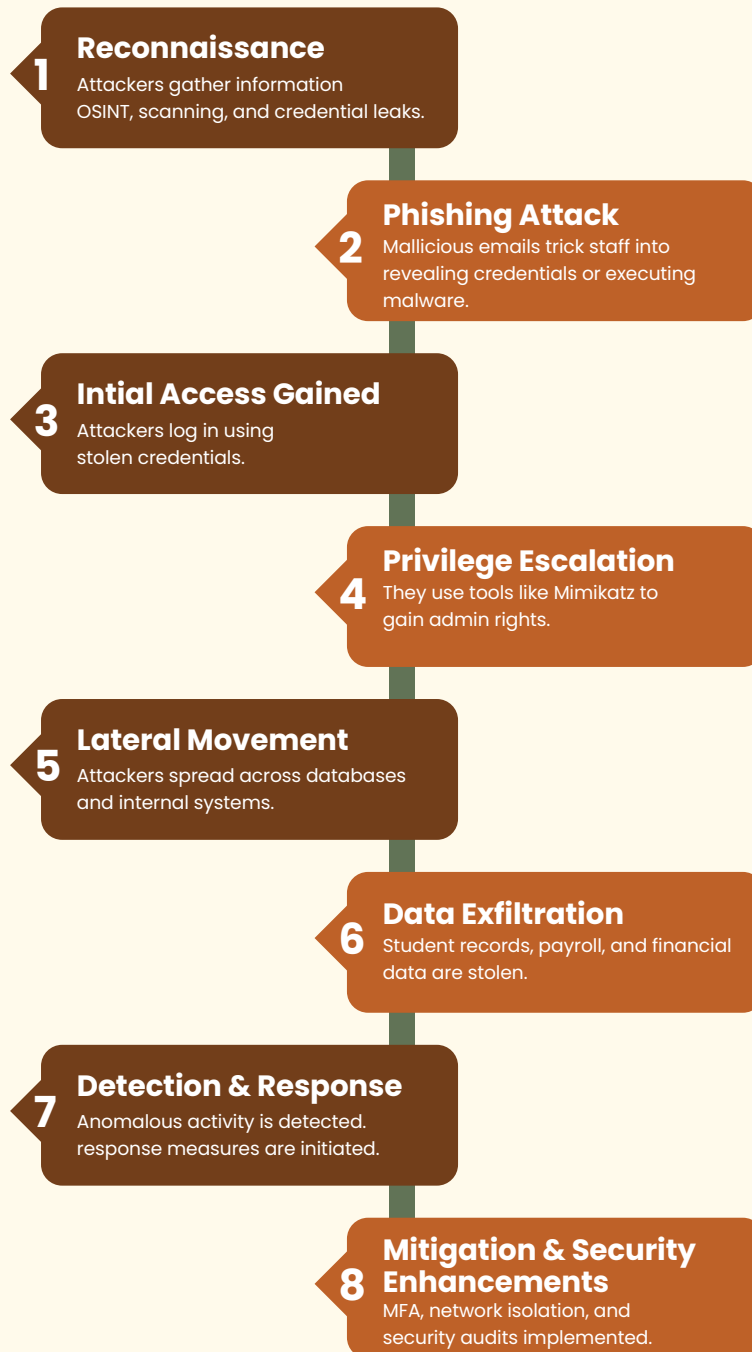 1
Reconnaissance
Attackers gather information
OSINT, scanning, and credential leaks.
2
Phishing Attack
Mallicious emails trick staff into
revealing credentials or executing
malware.
3
Intial Access Gained
Attackers log in using
stolen credentials.
4
Privilege Escalation
They use tools like Mimikatz to
gain admin rights.
5
Lateral Movement
Attackers spread across databases
and internal systems.
6
Data Exfiltration
Student records, payroll, and financial
data are stolen.
7
Detection & Response
Anomalous activity is detected.
response measures are initiated.
8
Mitigation & Security
Enhancements
MFA, network isolation, and
security audits implemented.